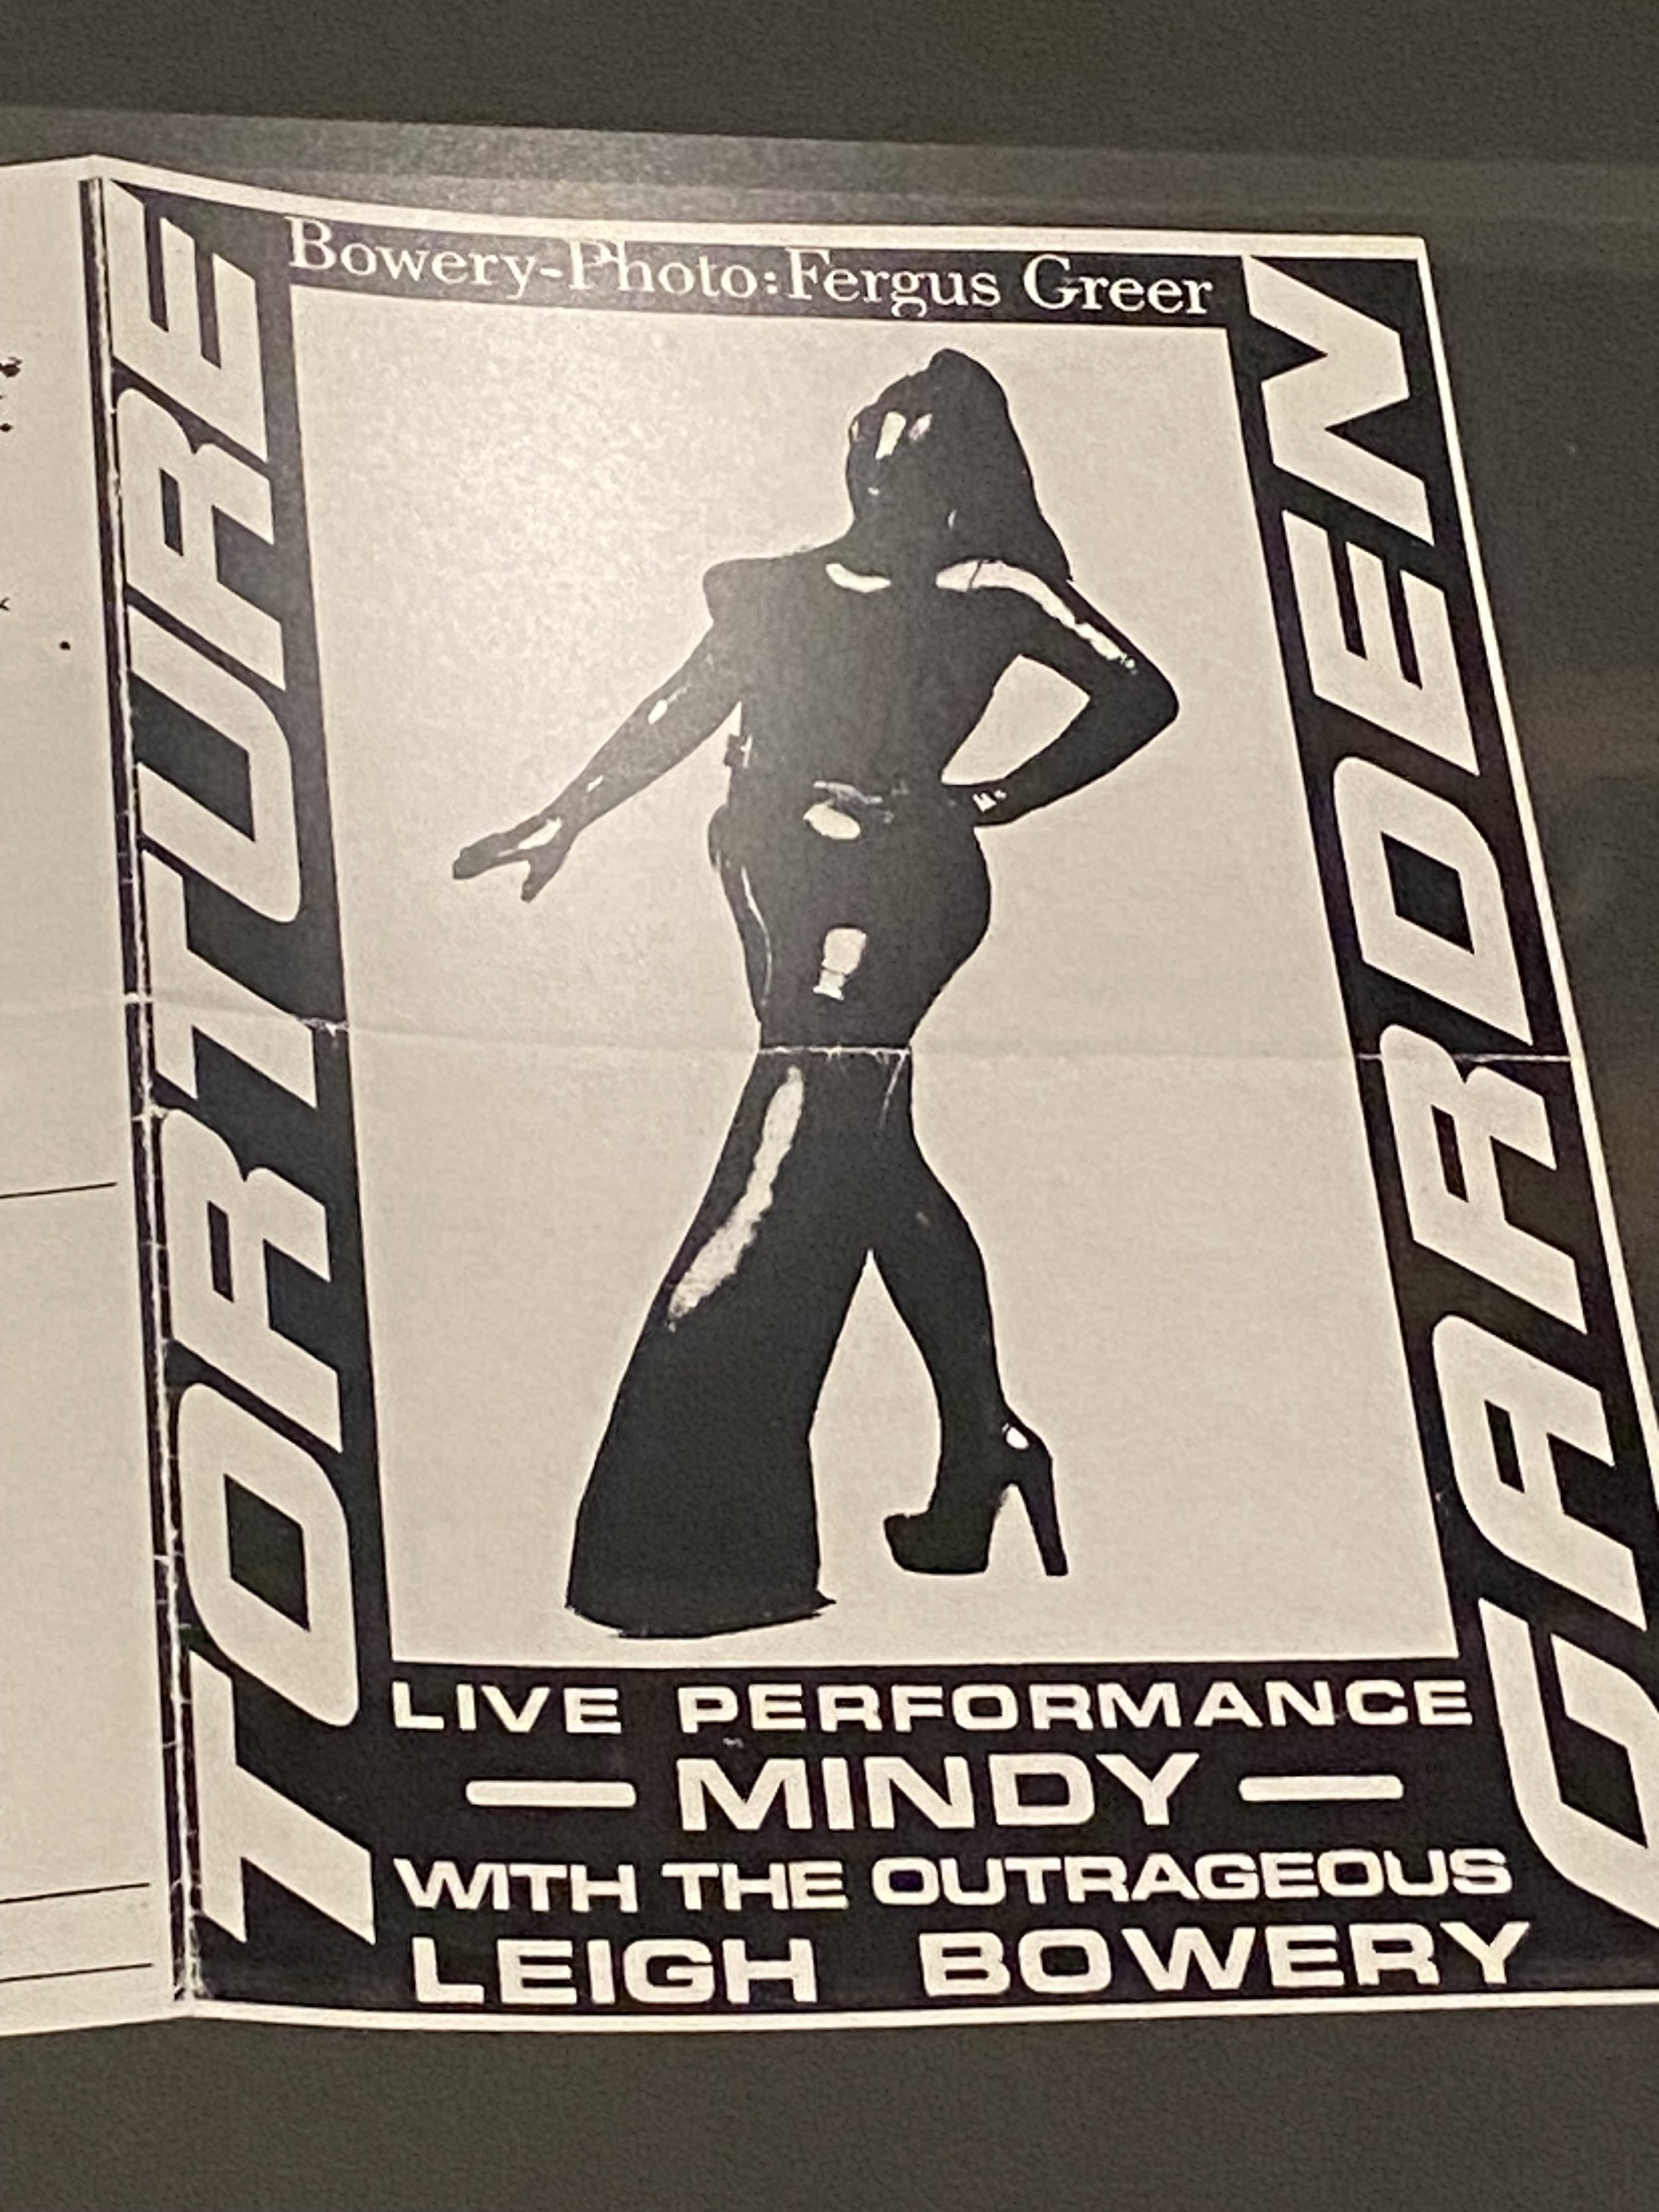 Bowery-Photo:Fergus Greer
TORTURE
GARDEN
LIVE PERFORMANCE
— MINDY —
WITH THE OUTRAGEOUS
LEIGH BOWERY